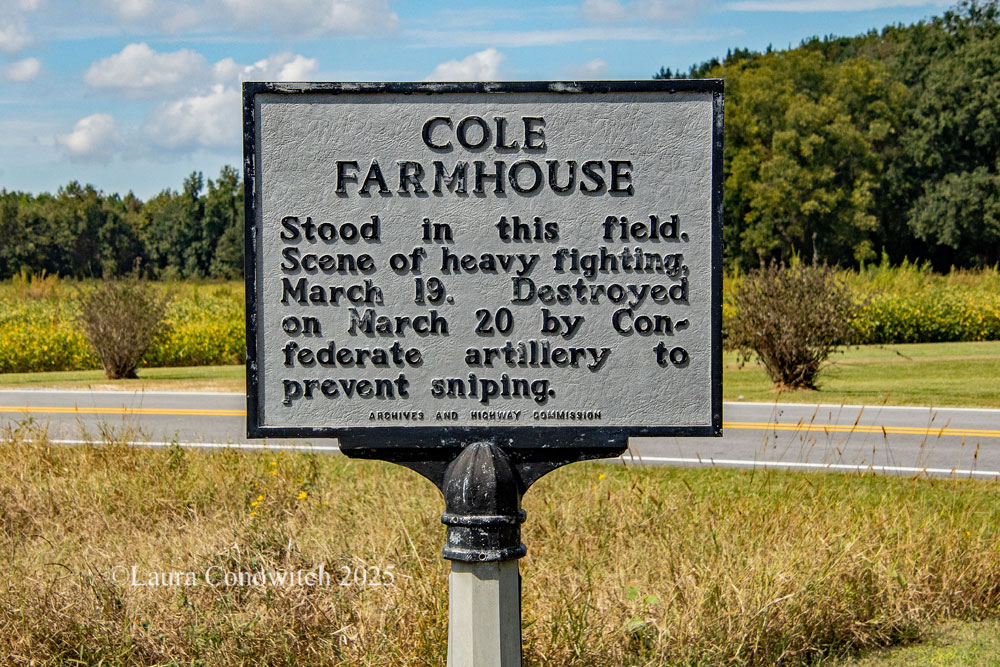 COLE
FARMHOUSE
Stood in this field.
Scene of heavy fighting,
March 19. Destroyed
on March 20 by Con-
federate artillery to
prevent sniping.
ARCHIVES AND HIGHWAY COMMISSION
©Laura Conowitch 2025